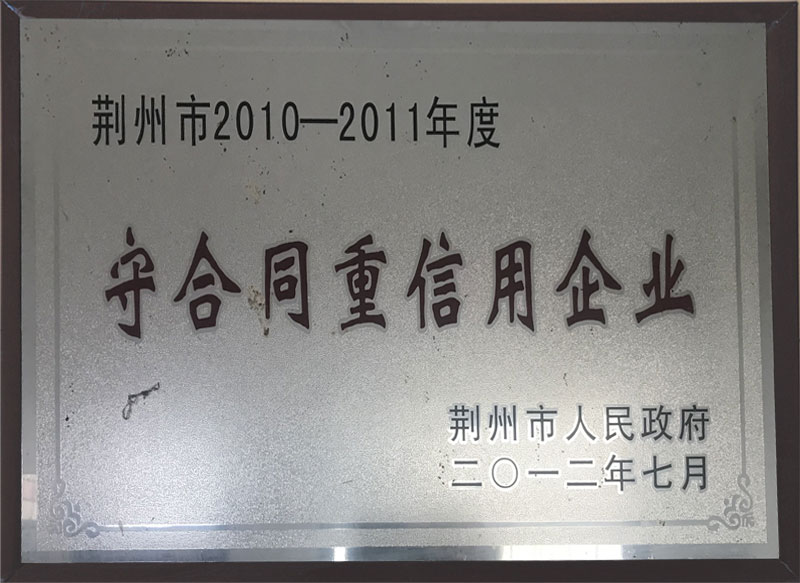 荆州市2010—2011年度
守合同重信用企业
荆州市人民政府
二〇一二年七月